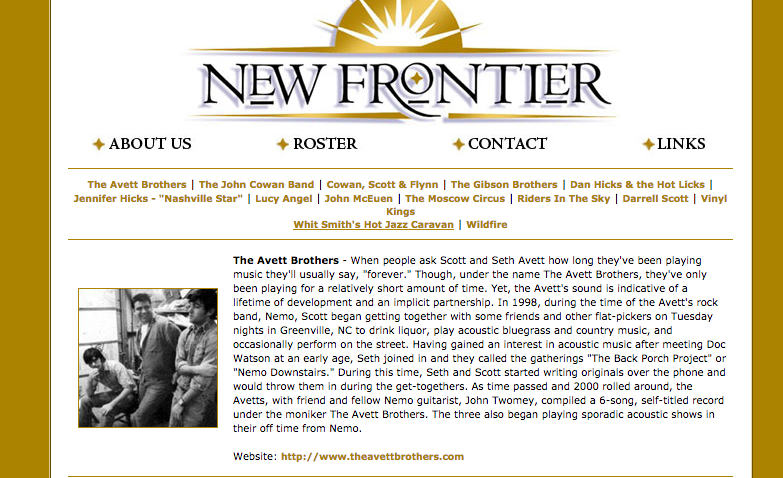 NEW FRONTIER
ABOUT US ROSTER CONTACT LINKS
The Avett Brothers | The John Cowan Band | Cowan, Scott & Flynn | The Gibson Brothers | Dan Hicks & the Hot Licks |
Jennifer Hicks - "Nashville Star" | Lucy Angel | John McEuen | The Moscow Circus | Riders In The Sky | Darrell Scott | Vinyl
Kings
Whit Smith's Hot Jazz Caravan | Wildfire
The Avett Brothers - When people ask Scott and Seth Avett how long they've been playing
music they'll usually say, "forever." Though, under the name The Avett Brothers, they've only
been playing for a relatively short amount of time. Yet, the Avett's sound is indicative of a
lifetime of development and an implicit partnership. In 1998, during the time of the Avett's rock
band, Nemo, Scott began getting together with some friends and other flat-pickers on Tuesday
nights in Greenville, NC to drink liquor, play acoustic bluegrass and country music, and
occasionally perform on the street. Having gained an interest in acoustic music after meeting Doc
Watson at an early age, Seth joined in and they called the gatherings "The Back Porch Project" or
"Nemo Downstairs." During this time, Seth and Scott started writing originals over the phone and
would throw them in during the get-togethers. As time passed and 2000 rolled around, the
Avetts, with friend and fellow Nemo guitarist, John Twomey, compiled a 6-song, self-titled record
under the moniker The Avett Brothers. The three also began playing sporadic acoustic shows in
their off time from Nemo.
Website: http://www.theavettbrothers.com